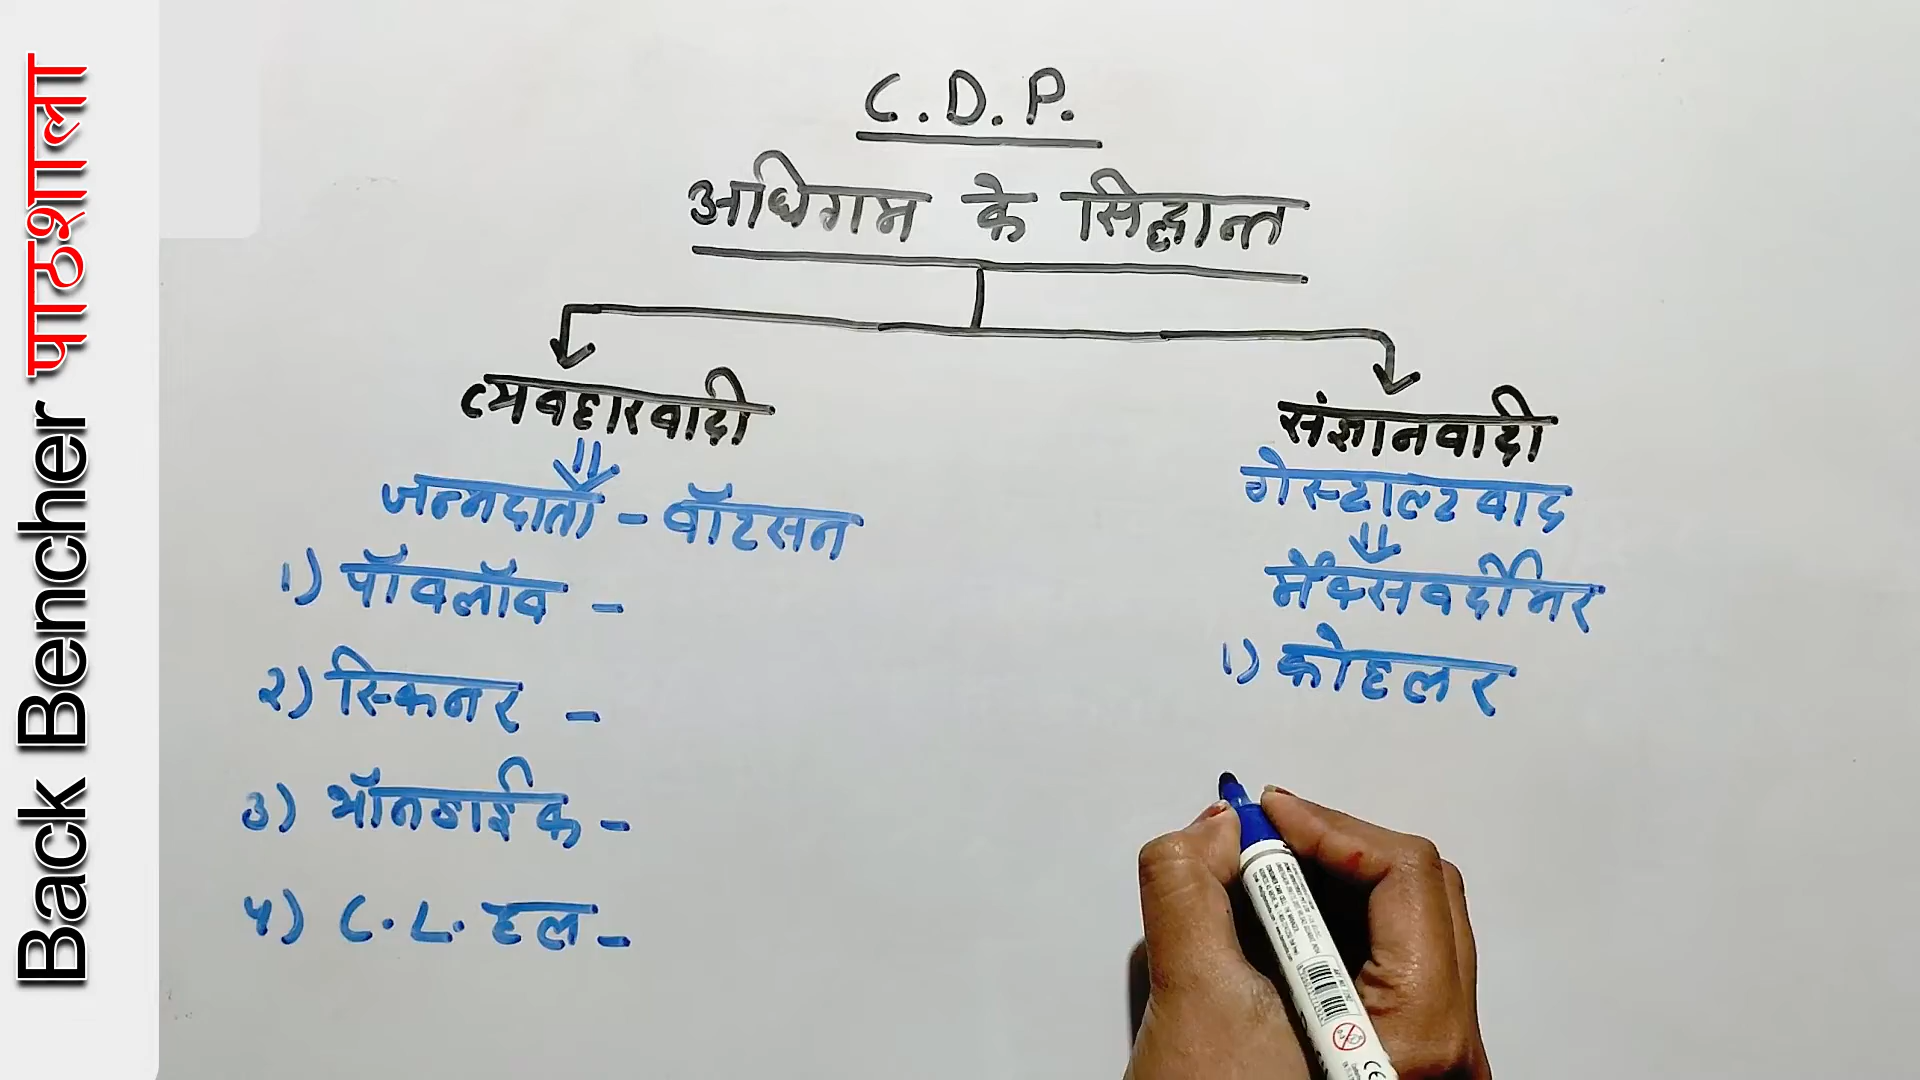 Back Bencher पाठशाला
C.D.P.
अधिगम के सिद्धान्त
व्यवहारवादी
जन्मदाता - वॉटसन
1) पॉवलॉव -
2) स्किनर -
3) थॉनडाईक -
4) C.L. हल -
संज्ञानवादी
गेस्टाल्टवाद
मैक्सवर्दीमर
1) कोहलर